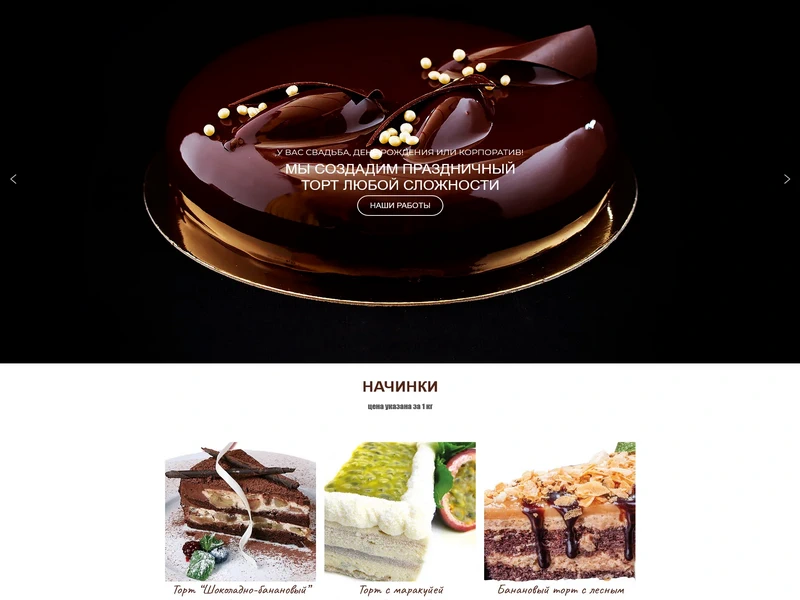 У ВАС СВАДЬБА, ДЕНЬ РОЖДЕНИЯ ИЛИ КОРПОРАТИВ!
МЫ СОЗДАДИМ ПРАЗДНИЧНЫЙ
ТОРТ ЛЮБОЙ СЛОЖНОСТИ
НАШИ РАБОТЫ
НАЧИНКИ
цена указана за 1 кг
Торт “Шоколадно-банановый”
Торт с маракуйей
Банановый торт с лесным